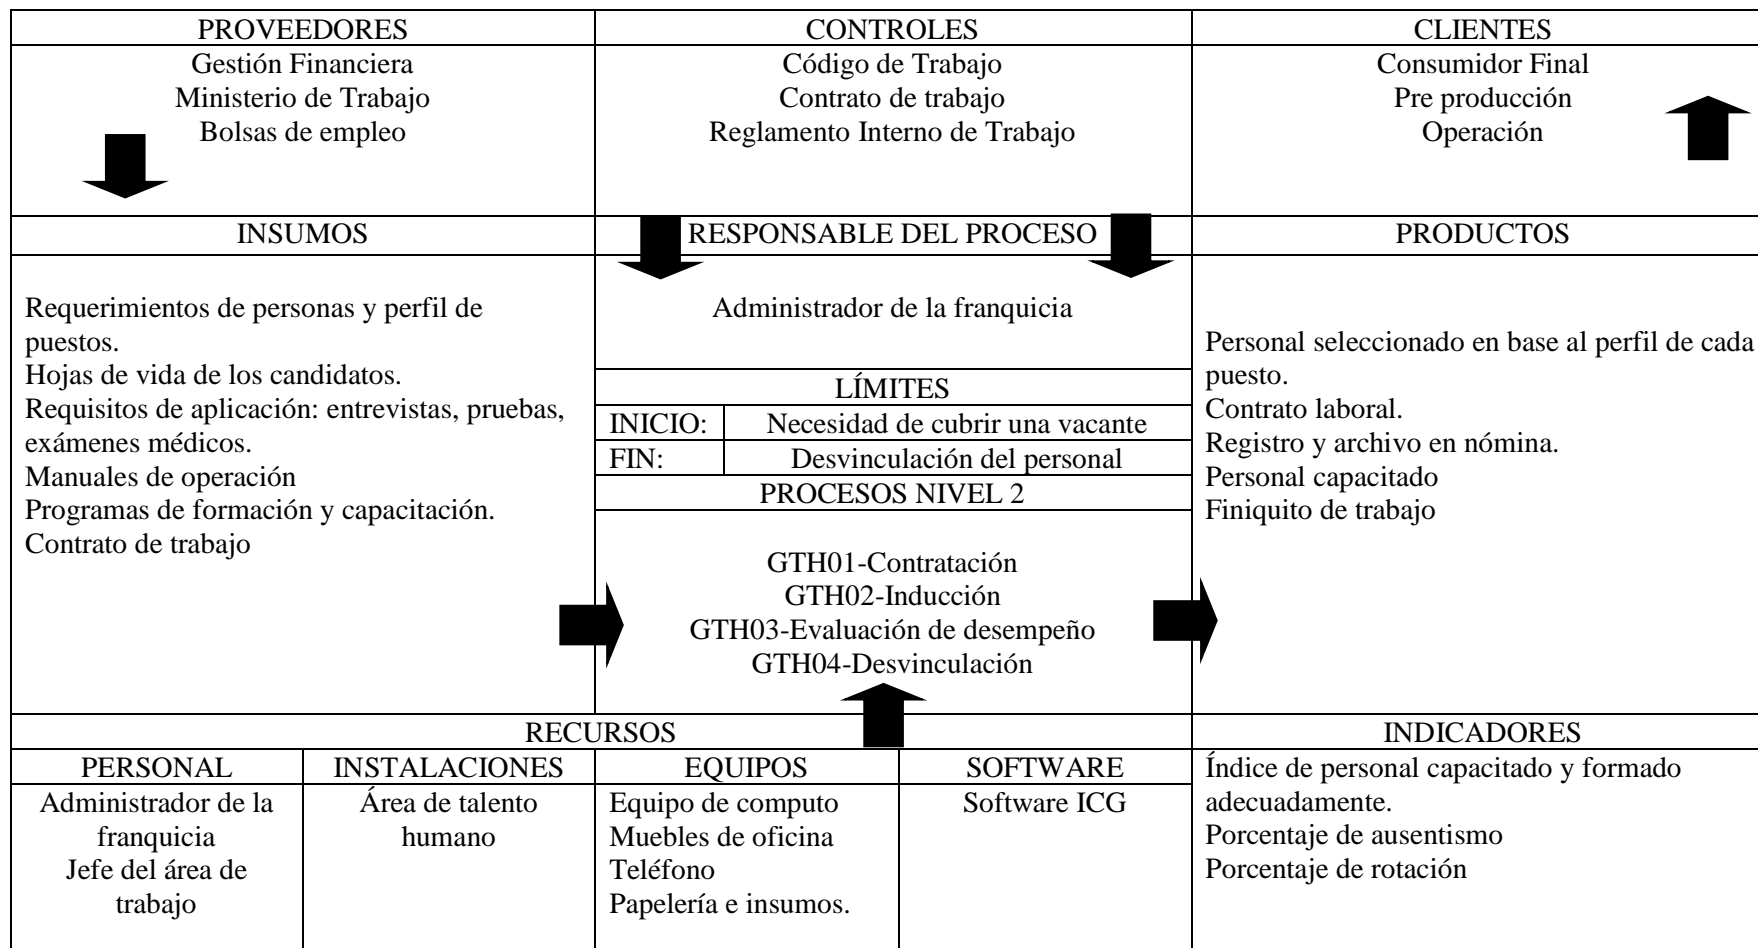 PROVEEDORES
CONTROLES
CLIENTES
Gestión Financiera
Ministerio de Trabajo
Bolsas de empleo
Código de Trabajo
Contrato de trabajo
Reglamento Interno de Trabajo
Consumidor Final
Pre producción
Operación
INSUMOS
RESPONSABLE DEL PROCESO
PRODUCTOS
Requerimientos de personas y perfil de
puestos.
Hojas de vida de los candidatos.
Requisitos de aplicación: entrevistas, pruebas,
exámenes médicos.
Manuales de operación
Programas de formación y capacitación.
Contrato de trabajo
Administrador de la franquicia
LÍMITES
INICIO: Necesidad de cubrir una vacante
FIN: Desvinculación del personal
PROCESOS NIVEL 2
GTH01-Contratación
GTH02-Inducción
GTH03-Evaluación de desempeño
GTH04-Desvinculación
Personal seleccionado en base al perfil de cada
puesto.
Contrato laboral.
Registro y archivo en nómina.
Personal capacitado
Finiquito de trabajo
RECURSOS
INDICADORES
PERSONAL
INSTALACIONES
EQUIPOS
SOFTWARE
Administrador de la
franquicia
Jefe del área de
trabajo
Área de talento
humano
Equipo de computo
Muebles de oficina
Teléfono
Papelería e insumos.
Software ICG
Índice de personal capacitado y formado
adecuadamente.
Porcentaje de ausentismo
Porcentaje de rotación